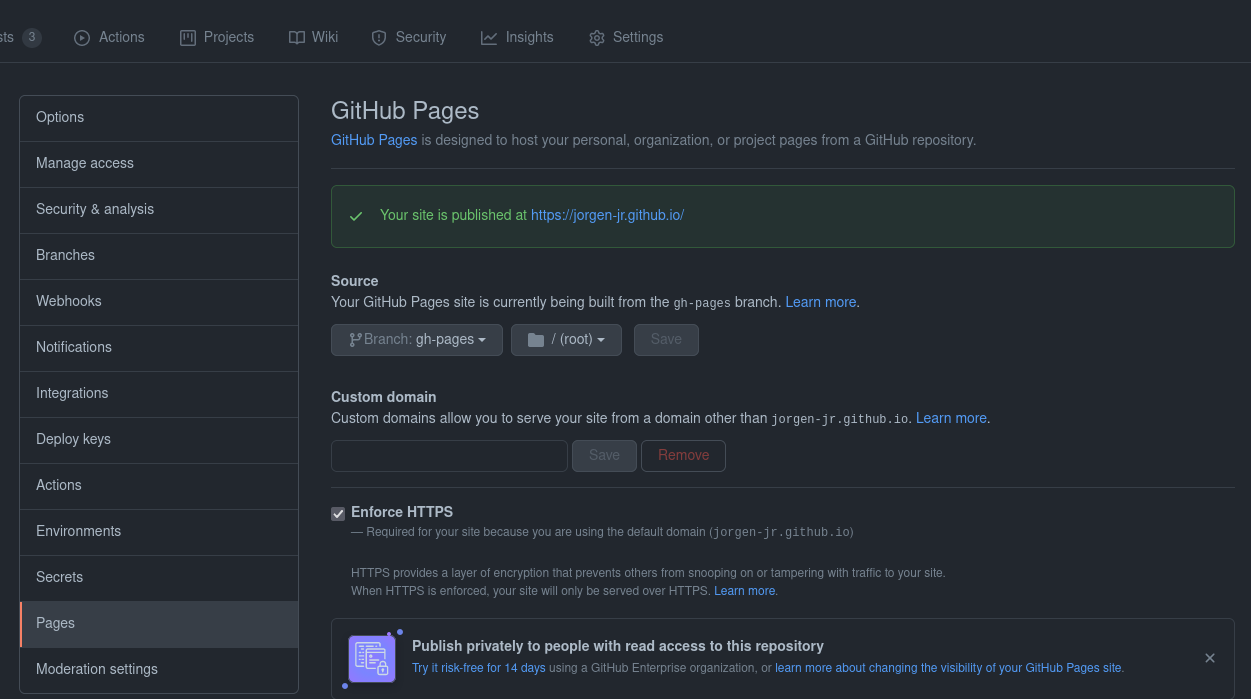 sts 3 Actions Projects Wiki Security Insights Settings
Options
Manage access
Security & analysis
Branches
Webhooks
Notifications
Integrations
Deploy keys
Actions
Environments
Secrets
Pages
Moderation settings
GitHub Pages
GitHub Pages is designed to host your personal, organization, or project pages from a GitHub repository.
Your site is published at https://jorgen-jr.github.io/
Source
Your GitHub Pages site is currently being built from the gh-pages branch. Learn more.
Branch: gh-pages / (root) Save
Custom domain
Custom domains allow you to serve your site from a domain other than jorgen-jr.github.io. Learn more.
Save Remove
Enforce HTTPS
— Required for your site because you are using the default domain (jorgen-jr.github.io)
HTTPS provides a layer of encryption that prevents others from snooping on or tampering with traffic to your site.
When HTTPS is enforced, your site will only be served over HTTPS. Learn more.
Publish privately to people with read access to this repository
Try it risk-free for 14 days using a GitHub Enterprise organization, or learn more about changing the visibility of your GitHub Pages site.